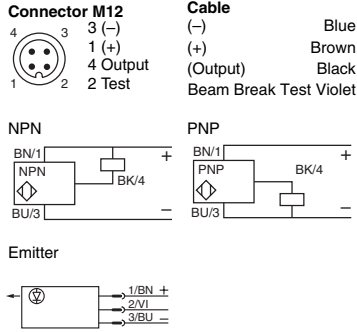 Connector M12
4 3
1 2
3 (–)
1 (+)
4 Output
2 Test
Cable
(–) Blue
(+) Brown
(Output) Black
Beam Break Test Violet
NPN
BN/1
+
NPN
BK/4
BU/3
–
PNP
BN/1
+
PNP
BK/4
BU/3
–
Emitter
1/BN +
2/VI
3/BU –